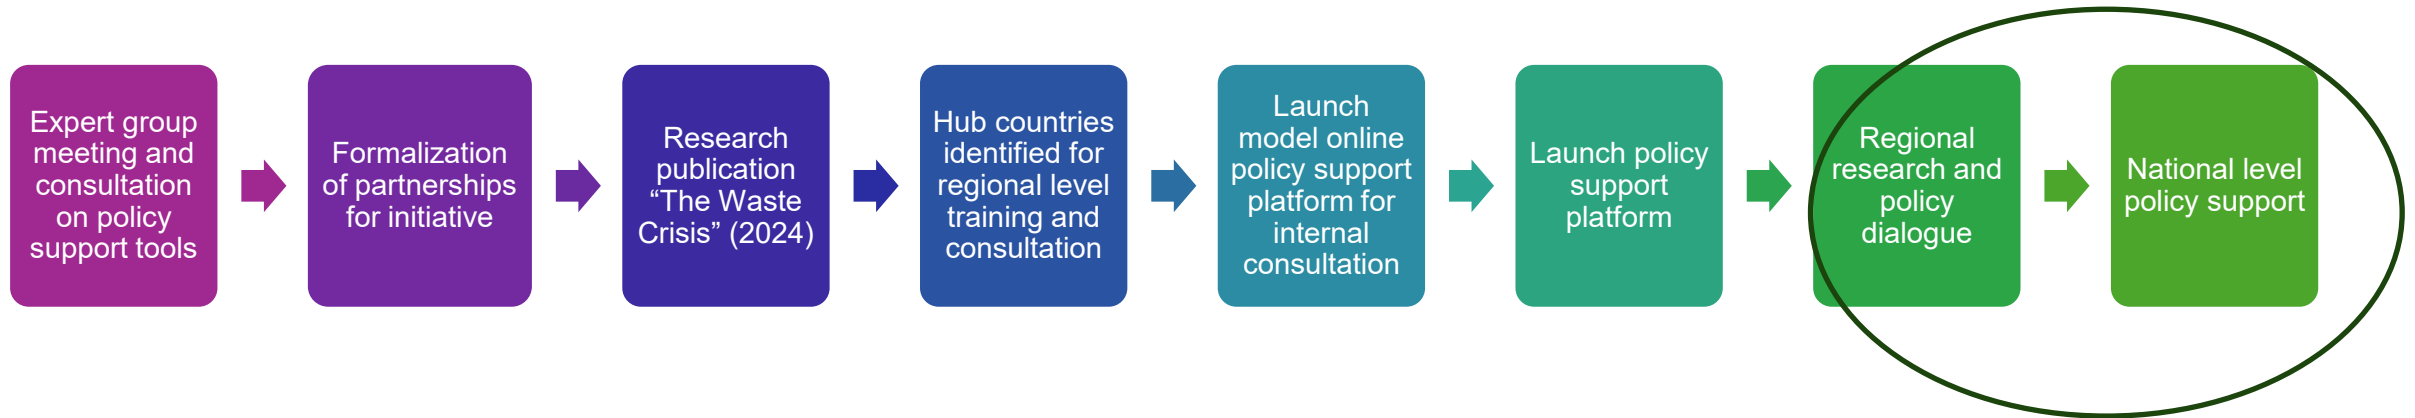 Expert group
meeting and
consultation
on policy
support tools
Formalization
of partnerships
for initiative
Research
publication
“The Waste
Crisis” (2024)
Hub countries
identified for
regional level
training and
consultation
Launch
model online
policy support
platform for
internal
consultation
Launch policy
support
platform
Regional
research and
policy
dialogue
National level
policy support